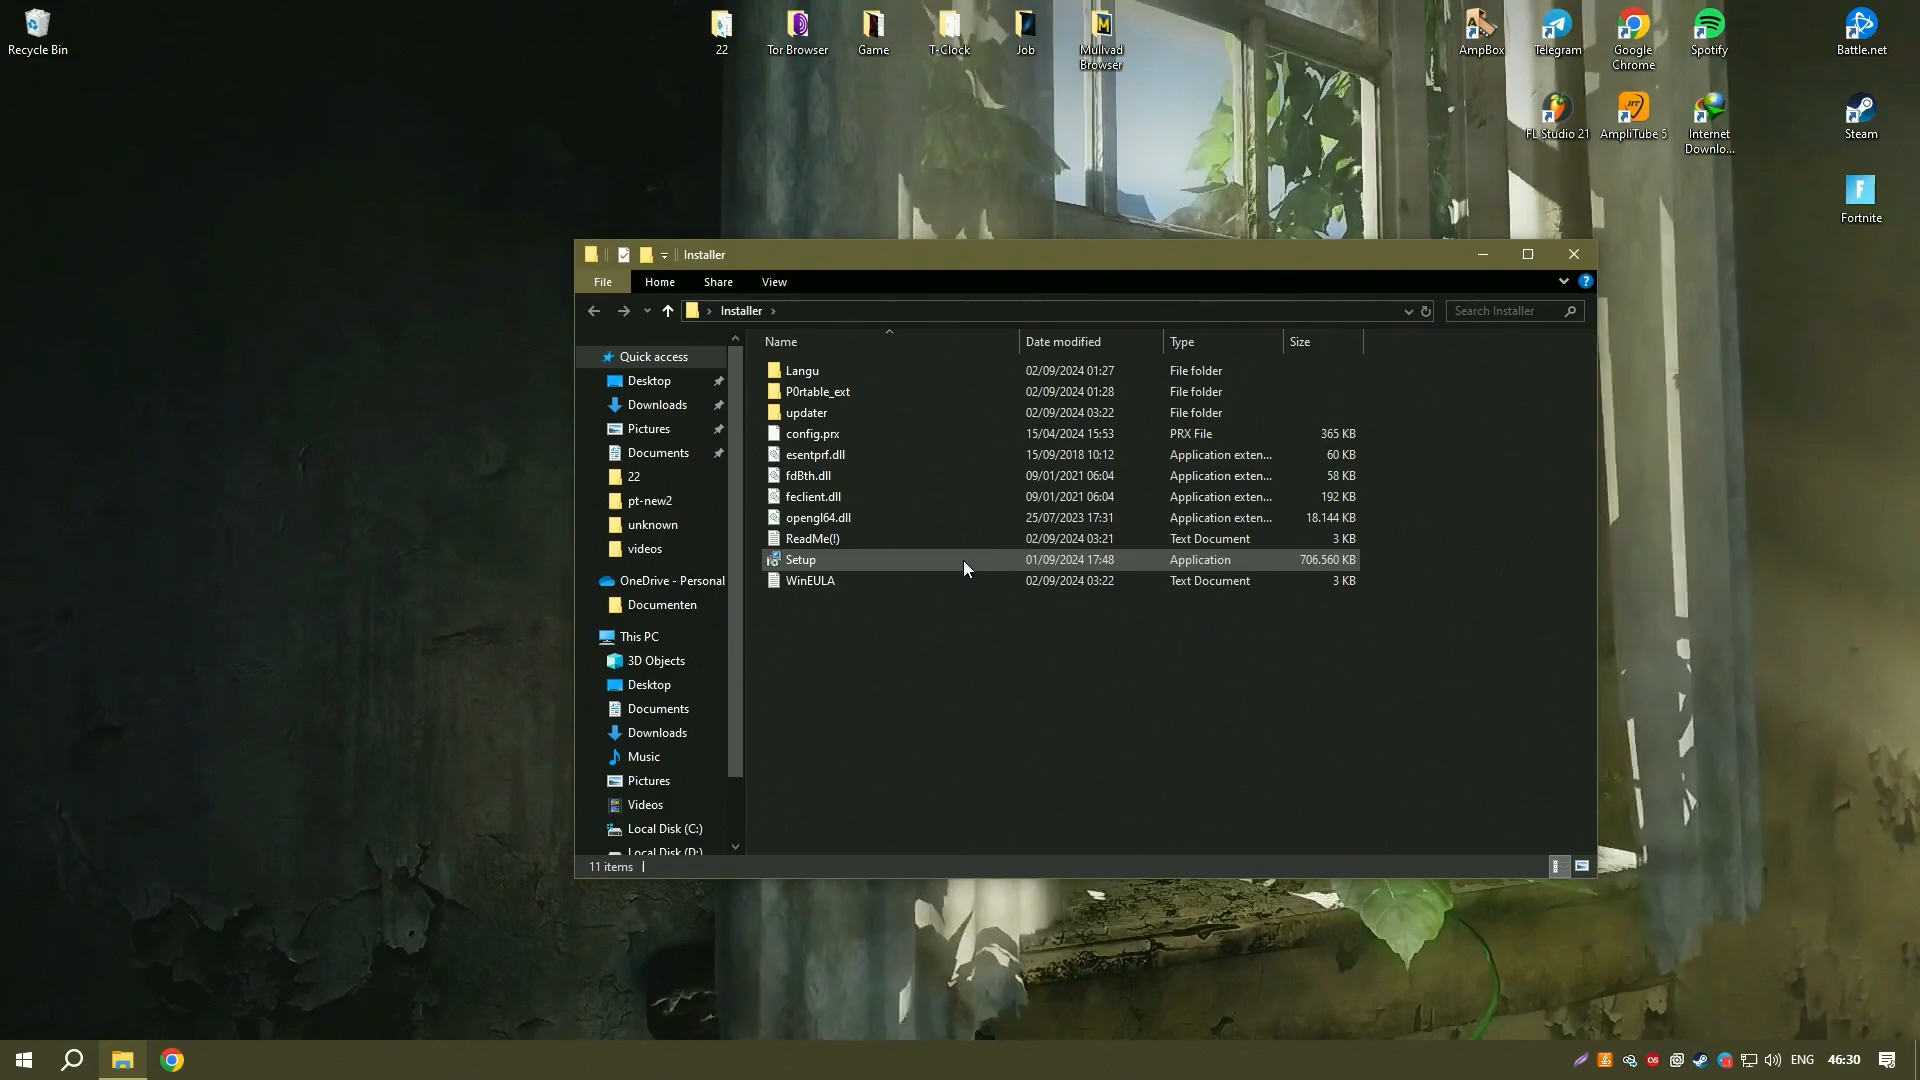 Recycle Bin
22
Tor Browser
Game
T-Clock
Job
Mullvad
Browser
AmpBox
Telegram
Google
Chrome
Spotify
Battle.net
FL Studio 21
AmpliTube 5
Internet
Downlo...
Steam
Fortnite
Installer
File
Home
Share
View
Installer
Search Installer
Name
Date modified
Type
Size
Langu 02/09/2024 01:27 File folder
P0rtable_ext 02/09/2024 01:28 File folder
updater 02/09/2024 03:22 File folder
config.prx 15/04/2024 15:53 PRX File 365 KB
esentprf.dll 15/09/2018 10:12 Application exten... 60 KB
fdBth.dll 09/01/2021 06:04 Application exten... 58 KB
feclient.dll 09/01/2021 06:04 Application exten... 192 KB
opengl64.dll 25/07/2023 17:31 Application exten... 18.144 KB
ReadMe(!) 02/09/2024 03:21 Text Document 3 KB
Setup 01/09/2024 17:48 Application 706.560 KB
WinEULA 02/09/2024 03:22 Text Document 3 KB
Quick access
Desktop
Downloads
Pictures
Documents
22
pt-new2
unknown
videos
OneDrive - Personal
Documenten
This PC
3D Objects
Desktop
Documents
Downloads
Music
Pictures
Videos
Local Disk (C:)
Local Disk (D:)
11 items
ENG
46:30